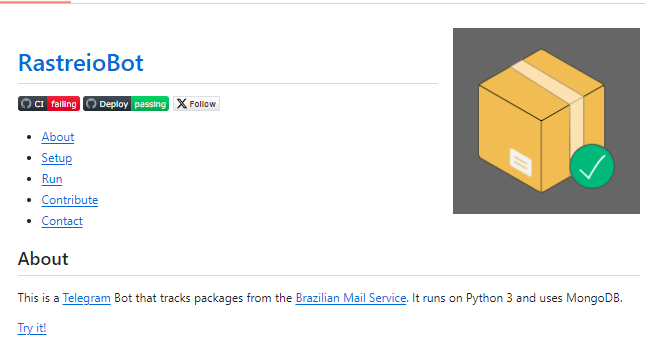 RastreioBot
CI failing Deploy passing X Follow
About
Setup
Run
Contribute
Contact
About
This is a Telegram Bot that tracks packages from the Brazilian Mail Service. It runs on Python 3 and uses MongoDB.
Try it!